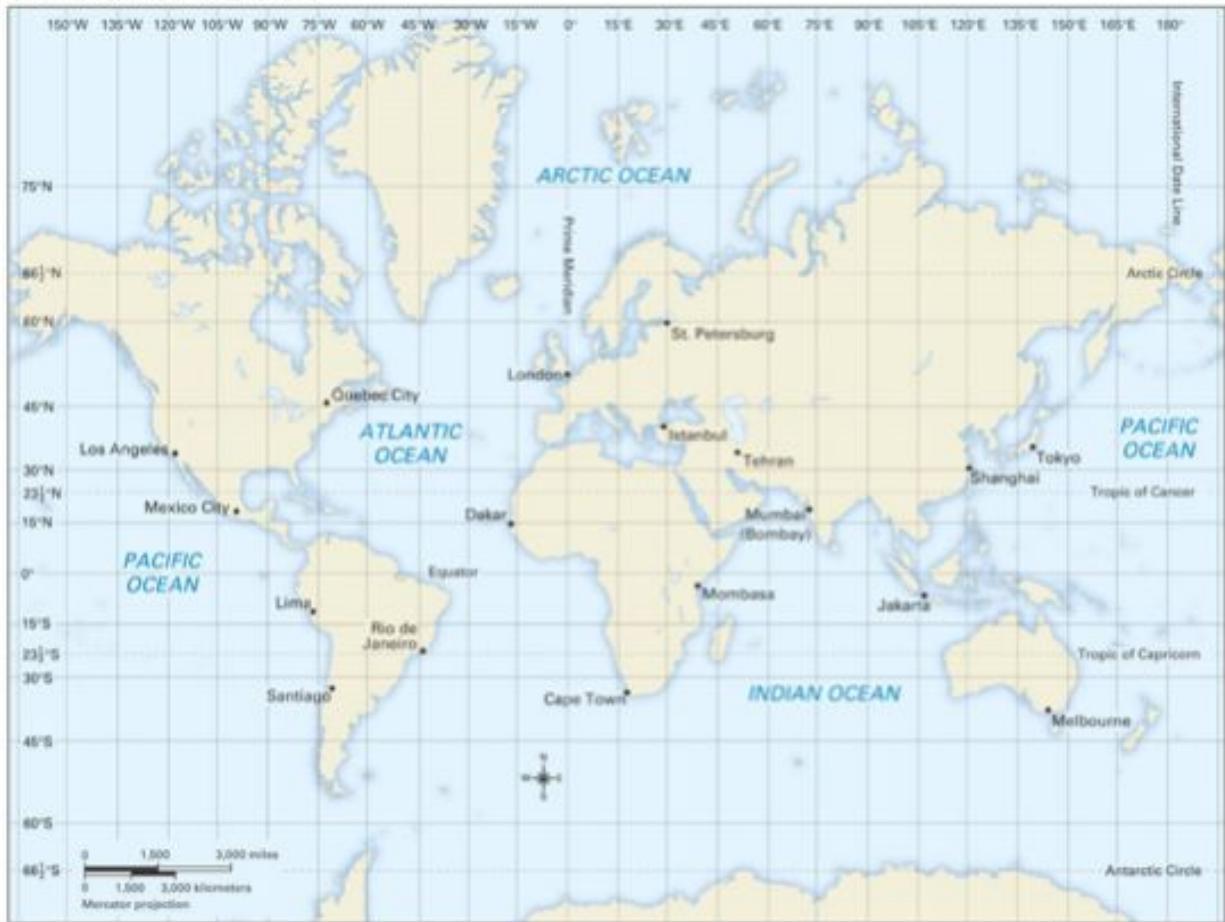 150°W 135°W 120°W 105°W 90°W 75°W 60°W 45°W 30°W 15°W 0° 15°E 30°E 45°E 60°E 75°E 90°E 105°E 120°E 135°E 150°E 165°E 180°
International Date Line
ARCTIC OCEAN
75°N
Prime Meridian
66½°N
Arctic Circle
60°N
St. Petersburg
London
Quebec City
45°N
ATLANTIC
OCEAN
PACIFIC
OCEAN
Istanbul
Los Angeles
Tehran
Tokyo
30°N
Shanghai
23½°N
Tropic of Cancer
Mexico City
Dakar
Mumbai
(Bombay)
15°N
PACIFIC
OCEAN
0°
Equator
Mombasa
Lima
Jakarta
15°S
Rio de
Janeiro
23½°S
Tropic of Capricorn
30°S
Santiago
Cape Town
INDIAN OCEAN
Melbourne
45°S
N
W E
S
60°S
0 1,500 3,000 miles
0 1,500 3,000 kilometers
Mercator projection
66½°S
Antarctic Circle